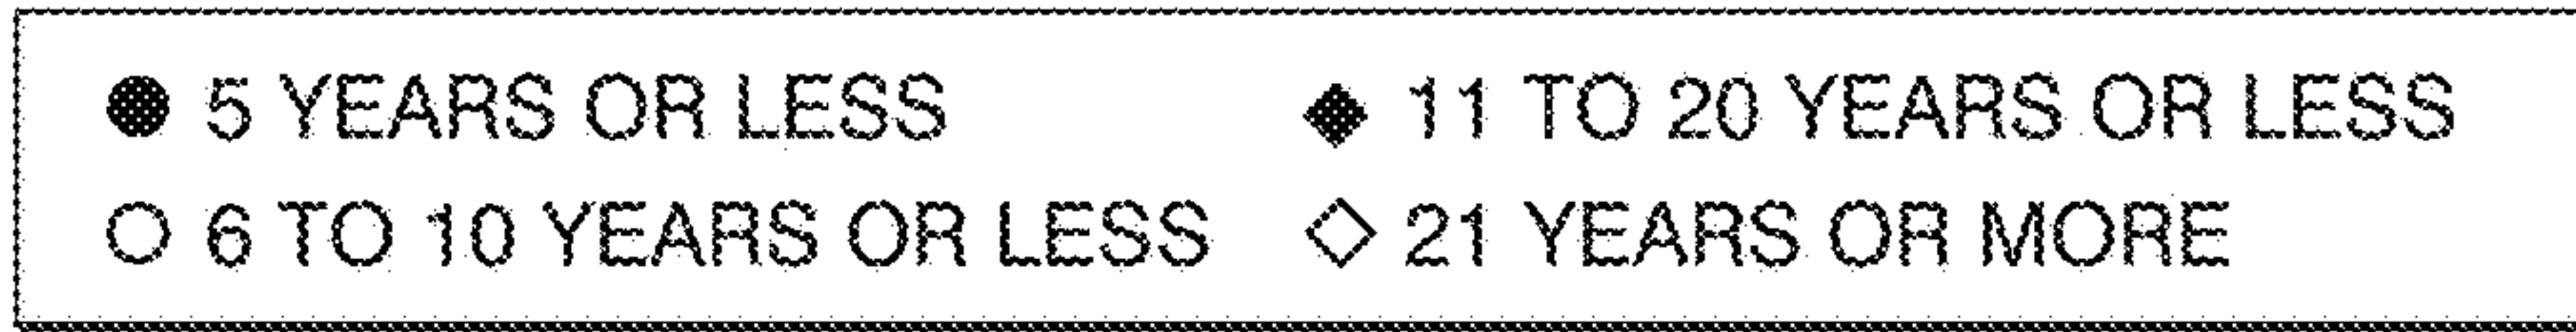 ● 5 YEARS OR LESS ◆ 11 TO 20 YEARS OR LESS
○ 6 TO 10 YEARS OR LESS ◇ 21 YEARS OR MORE